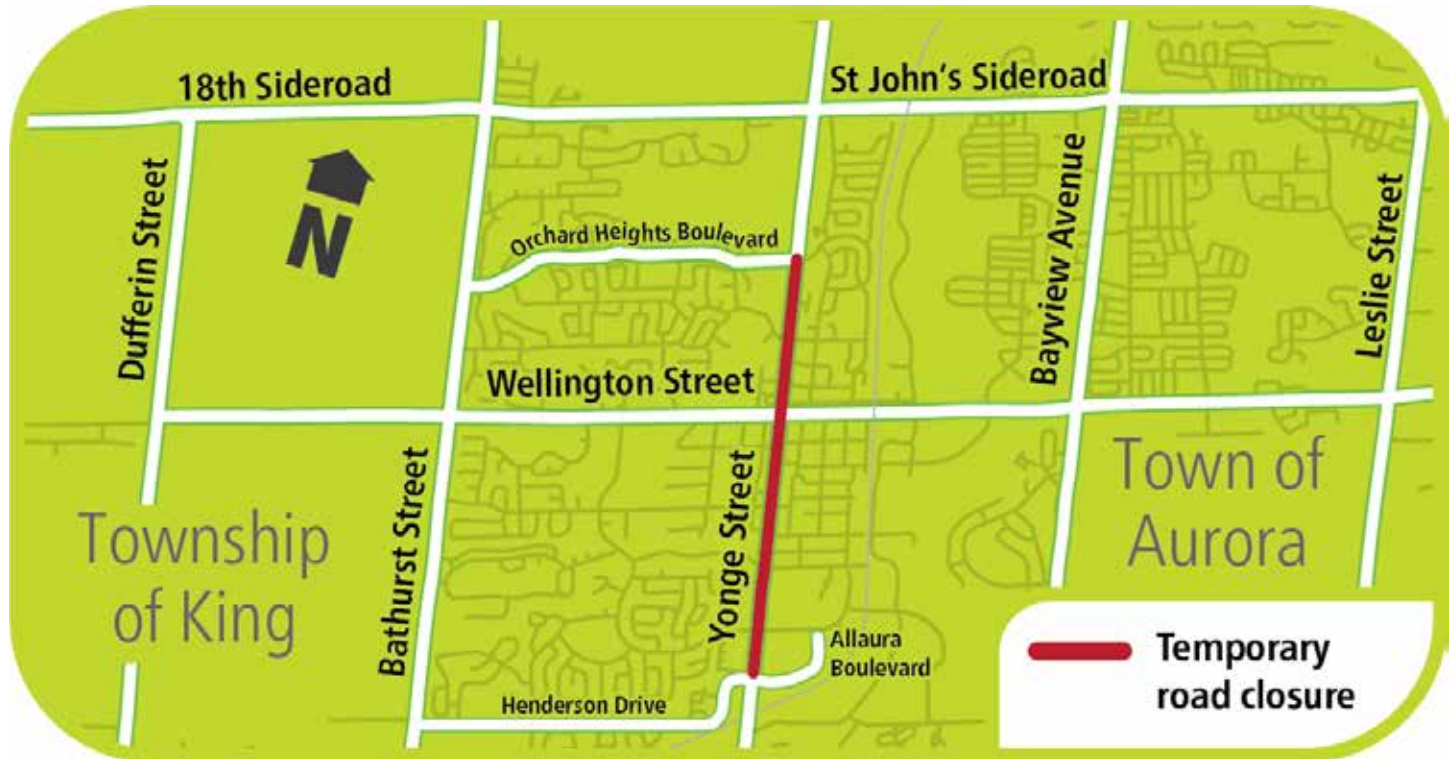 18th Sideroad
St John's Sideroad
Dufferin Street
N
Orchard Heights Boulevard
Bayview Avenue
Leslie Street
Wellington Street
Bathurst Street
Yonge Street
Town of
Aurora
Township
of King
Allaura
Boulevard
Henderson Drive
Temporary
road closure